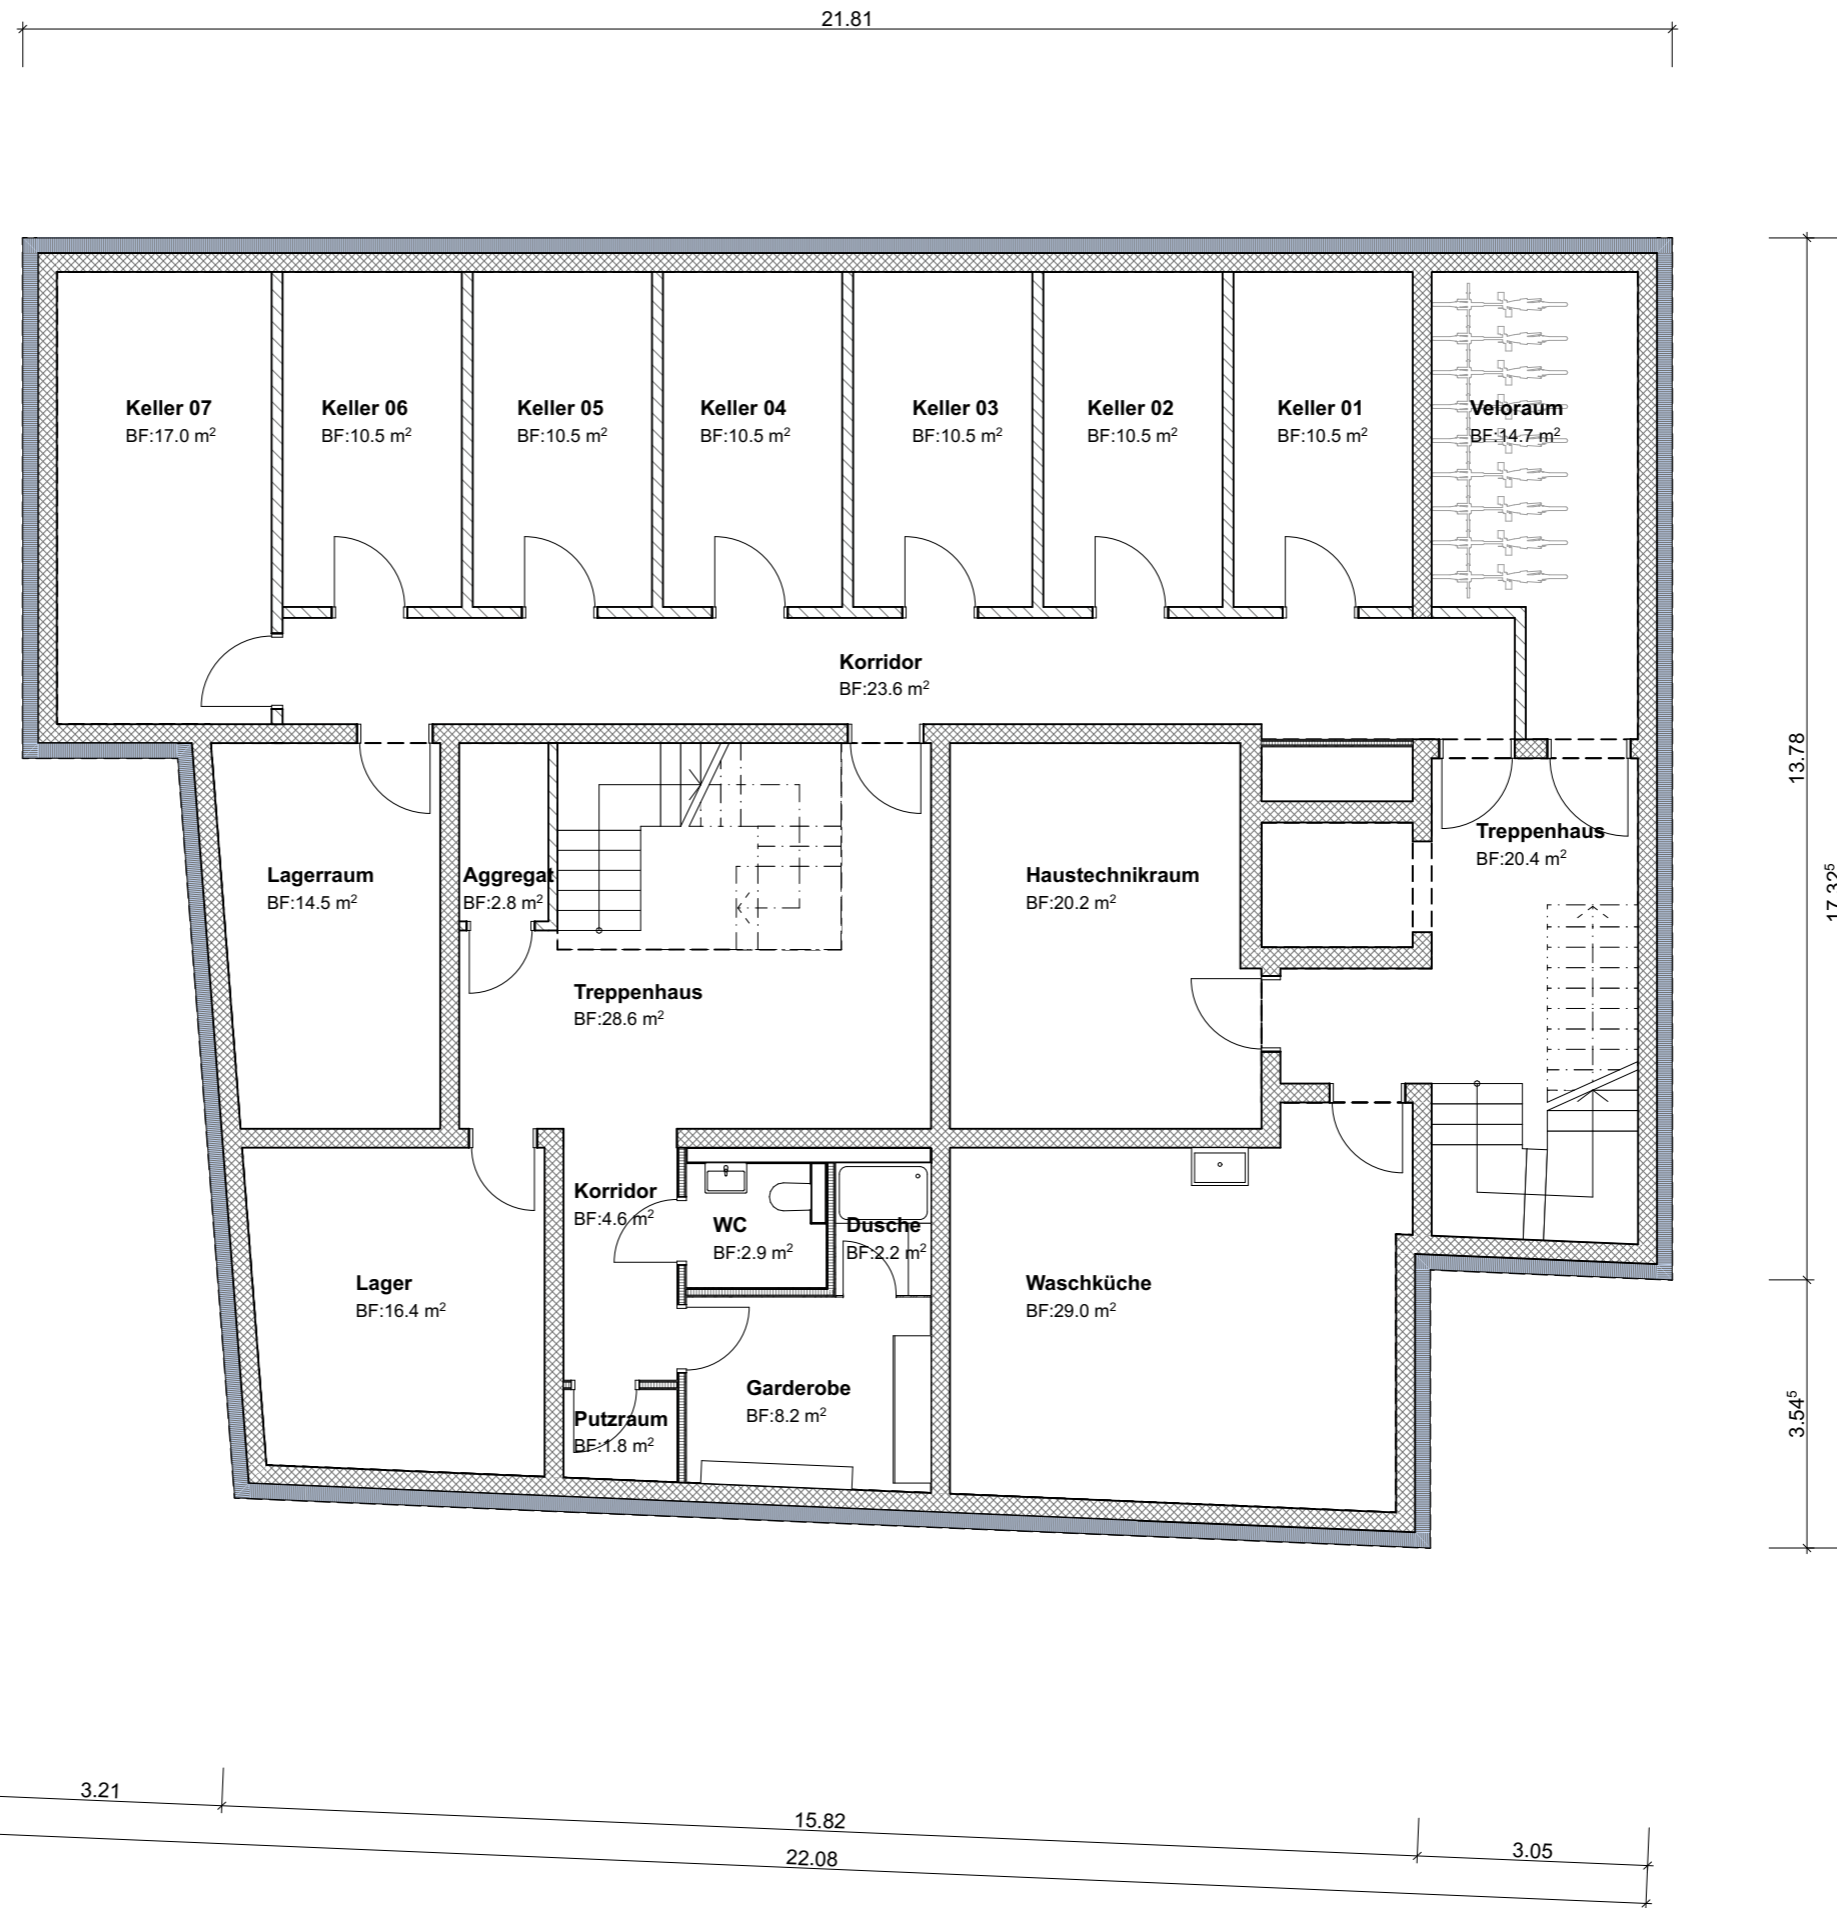 21.81
Keller 07
BF:17.0 m²
Keller 06
BF:10.5 m²
Keller 05
BF:10.5 m²
Keller 04
BF:10.5 m²
Keller 03
BF:10.5 m²
Keller 02
BF:10.5 m²
Keller 01
BF:10.5 m²
Veloraum
BF:14.7 m²
Korridor
BF:23.6 m²
13.78
17.32⁵
Treppenhaus
BF:20.4 m²
Lagerraum
BF:14.5 m²
Aggregat
BF:2.8 m²
Haustechnikraum
BF:20.2 m²
Treppenhaus
BF:28.6 m²
Korridor
BF:4.6 m²
WC
BF:2.9 m²
Dusche
BF:2.2 m²
Lager
BF:16.4 m²
Waschküche
BF:29.0 m²
Garderobe
BF:8.2 m²
Putzraum
BF:1.8 m²
3.54⁵
3.21
15.82
3.05
22.08